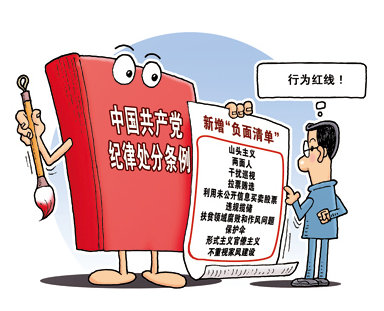 中国共产党
纪律处分条例
新增“负面清单”
山头主义
两面人
干扰巡视
拉票贿选
利用未公开信息买卖股票
违规揽储
扶贫领域腐败和作风问题
保护伞
形式主义官僚主义
不重视家风建设
行为红线！